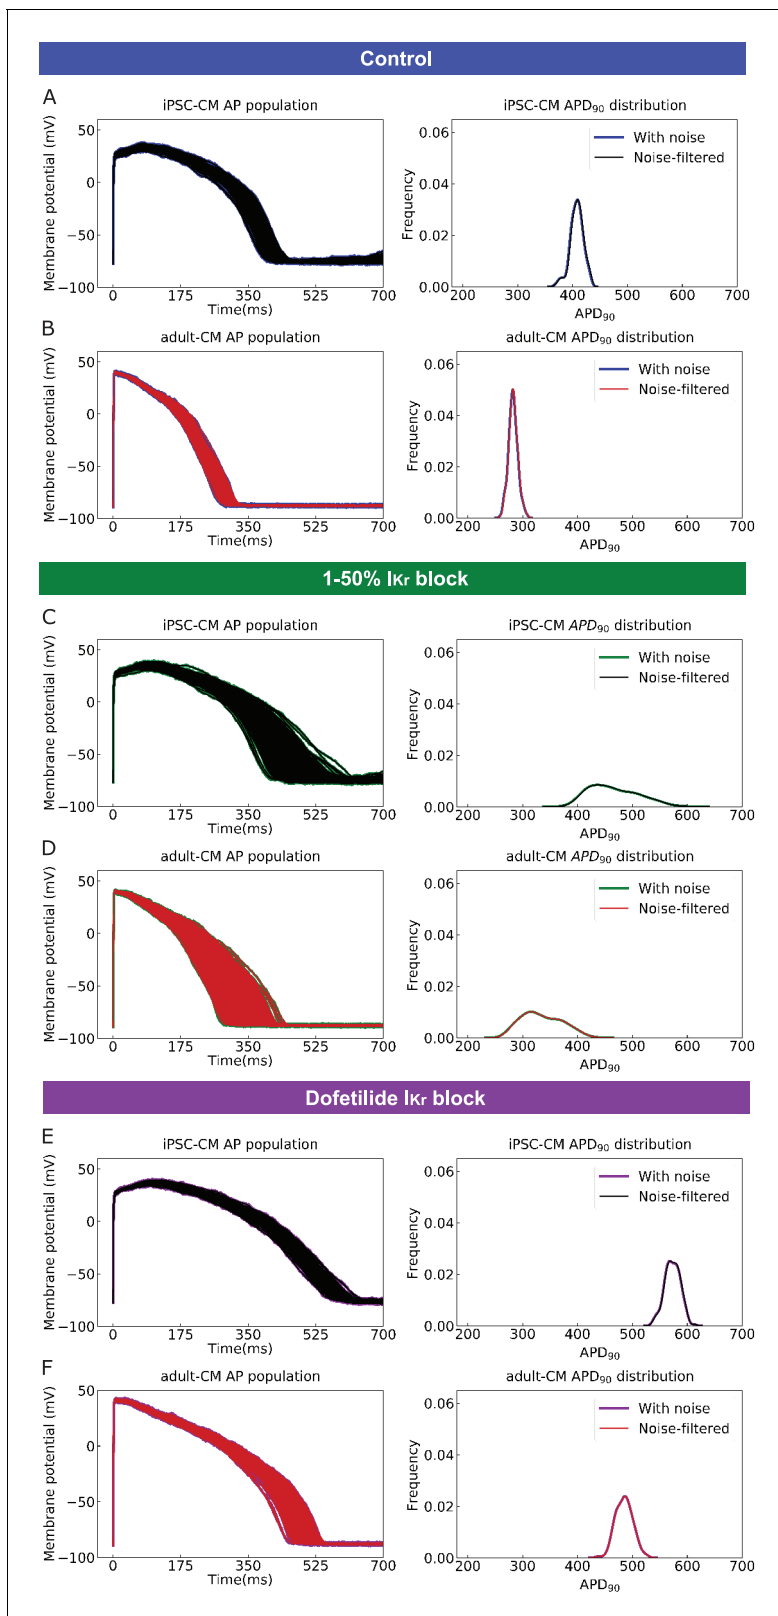 Control
A
iPSC-CM AP population
Membrane potential (mV)
50
0
−50
−100
0 175 350 525 700
Time(ms)
iPSC-CM APD90 distribution
Frequency
0.06
0.04
0.02
0.00
With noise
Noise-filtered
200 300 400 500 600 700
APD90
B
adult-CM AP population
Membrane potential (mV)
50
0
−50
−100
0 175 350 525 700
Time(ms)
adult-CM APD90 distribution
Frequency
0.06
0.04
0.02
0.00
With noise
Noise-filtered
200 300 400 500 600 700
APD90
1-50% IKr block
C
iPSC-CM AP population
Membrane potential (mV)
50
0
−50
−100
0 175 350 525 700
Time(ms)
iPSC-CM APD90 distribution
Frequency
0.06
0.04
0.02
0.00
With noise
Noise-filtered
200 300 400 500 600 700
APD90
D
adult-CM AP population
Membrane potential (mV)
50
0
−50
−100
0 175 350 525 700
Time(ms)
adult-CM APD90 distribution
Frequency
0.06
0.04
0.02
0.00
With noise
Noise-filtered
200 300 400 500 600 700
APD90
Dofetilide IKr block
E
iPSC-CM AP population
Membrane potential (mV)
50
0
−50
−100
0 175 350 525 700
Time(ms)
iPSC-CM APD90 distribution
Frequency
0.06
0.04
0.02
0.00
With noise
Noise-filtered
200 300 400 500 600 700
APD90
F
adult-CM AP population
Membrane potential (mV)
50
0
−50
−100
0 175 350 525 700
Time(ms)
adult-CM APD90 distribution
Frequency
0.06
0.04
0.02
0.00
With noise
Noise-filtered
200 300 400 500 600 700
APD90